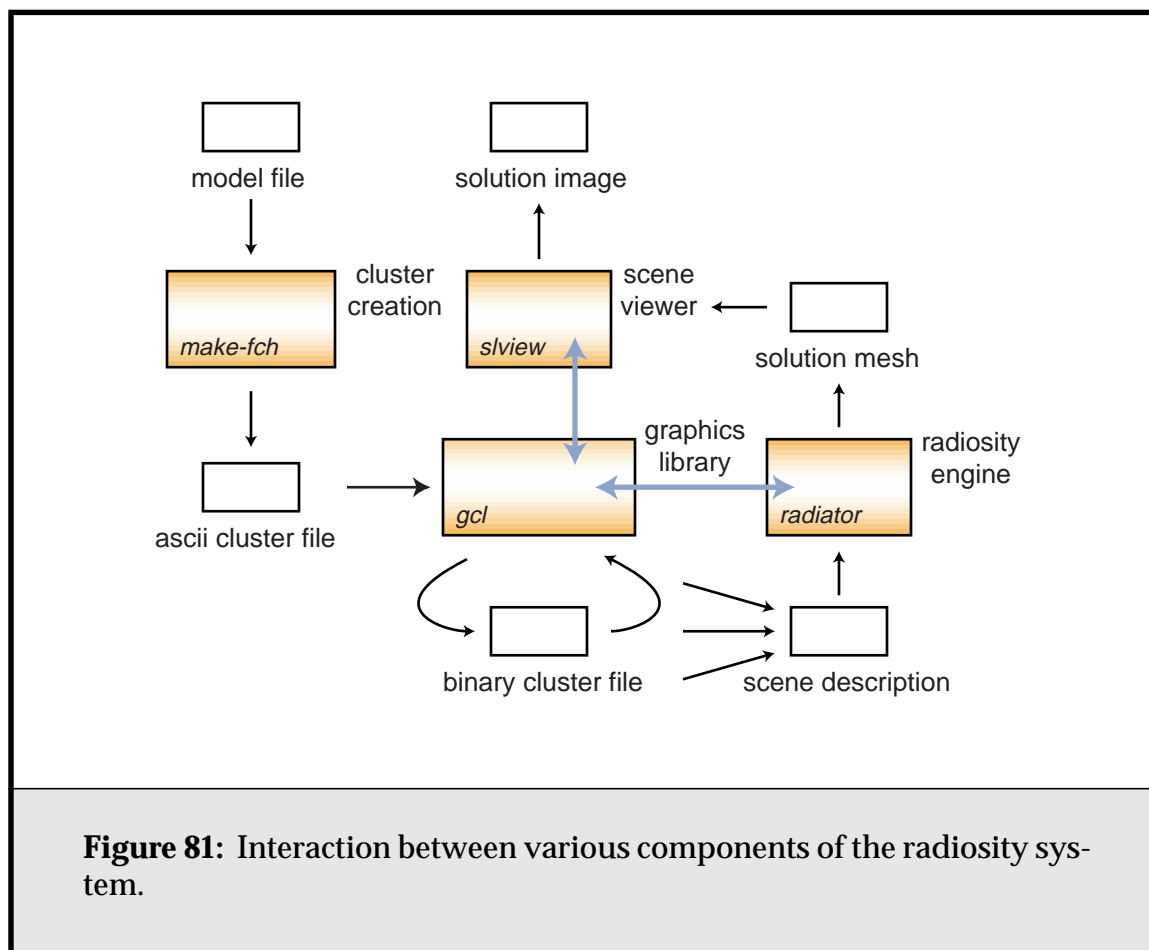 model file
solution image
cluster
creation
scene
viewer
make-fch
slview
solution mesh
graphics
library
radiosity
engine
gcl
radiator
ascii cluster file
binary cluster file
scene description
Figure 81: Interaction between various components of the radiosity sys-
tem.